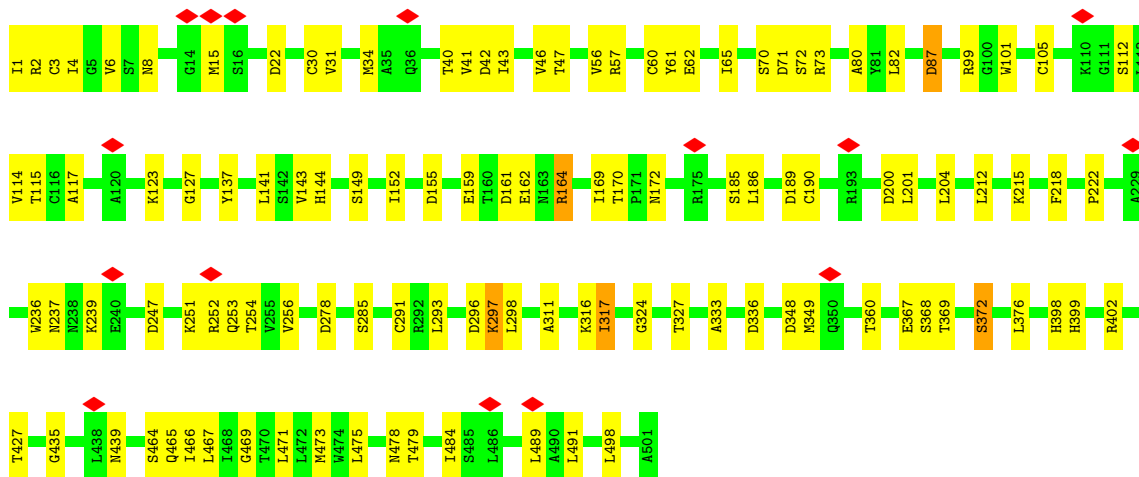 I1 R2 C3 I4 G5 V6 S7 N8 G14 M15 S16 D22 C30 V31 M34 A35 Q36 T40 V41 D42 I43 V46 T47 V56 R57 C60 Y61 E62 I65 S70 D71 S72 R73 A80 Y81 L82 D87 R99 G100 W101 C105 K110 G111 S112
V114 T115 C116 A117 A120 K123 G127 Y137 L141 S142 V143 H144 S149 I152 D155 E159 T160 D161 E162 N163 R164 I169 T170 P171 N172 R175 S185 L186 D189 C190 R193 D200 L201 L204 L212 K215 F218 P222 A229
W236 N237 N238 K239 E240 D247 K251 R252 Q253 T254 V255 V256 D278 S285 C291 R292 L293 D296 K297 L298 A311 K316 I317 G324 T327 A333 D336 D348 M349 Q350 T360 E367 S368 T369 S372 L376 H398 H399 R402
T427 G435 L438 N439 S464 Q465 I466 L467 I468 G469 T470 L471 L472 M473 W474 L475 N478 T479 I484 S485 L486 L489 A490 L491 L498 A501